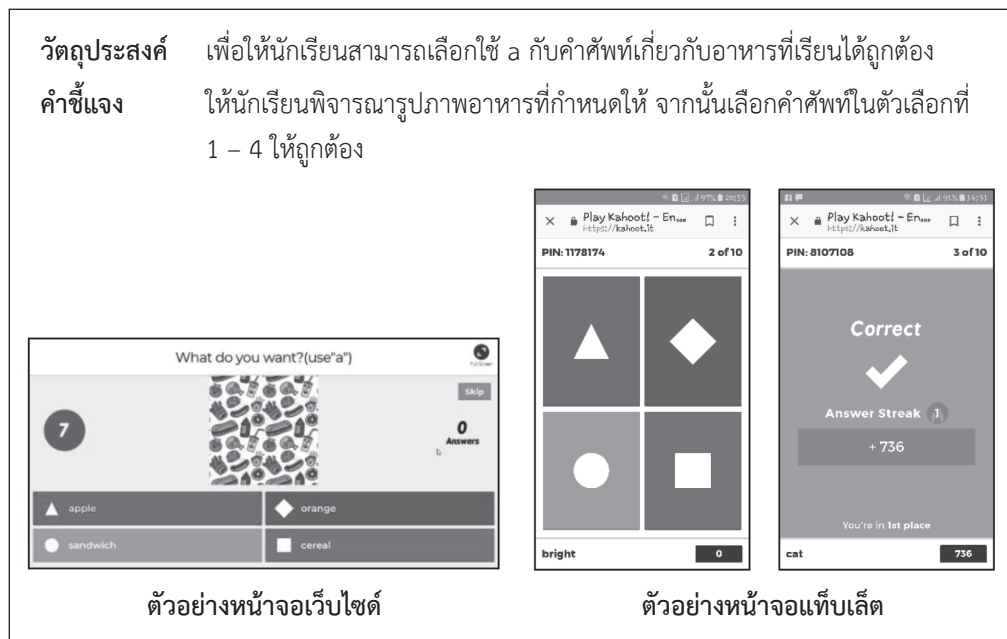 วัตถุประสงค์ เพื่อให้นักเรียนสามารถเลือกใช้ a กับคำศัพท์เกี่ยวกับอาหารที่เรียนได้ถูกต้อง
คำชี้แจง ให้นักเรียนพิจารณารูปภาพอาหารที่กำหนดให้ จากนั้นเลือกคำศัพท์ในตัวเลือกที่
1 – 4 ให้ถูกต้อง
What do you want?(use"a")
7
Skip
0
Answers
apple
orange
sandwich
cereal
97% 20:53
Play Kahoot! - En...
https://kahoot.it
PIN: 1178174 2 of 10
bright 0
91% 14:31
Play Kahoot! - En...
https://kahoot.it
PIN: 8107108 3 of 10
Correct
Answer Streak 1
+ 736
You're in 1st place
cat 736
ตัวอย่างหน้าจอเว็บไซด์
ตัวอย่างหน้าจอแท็บเล็ต